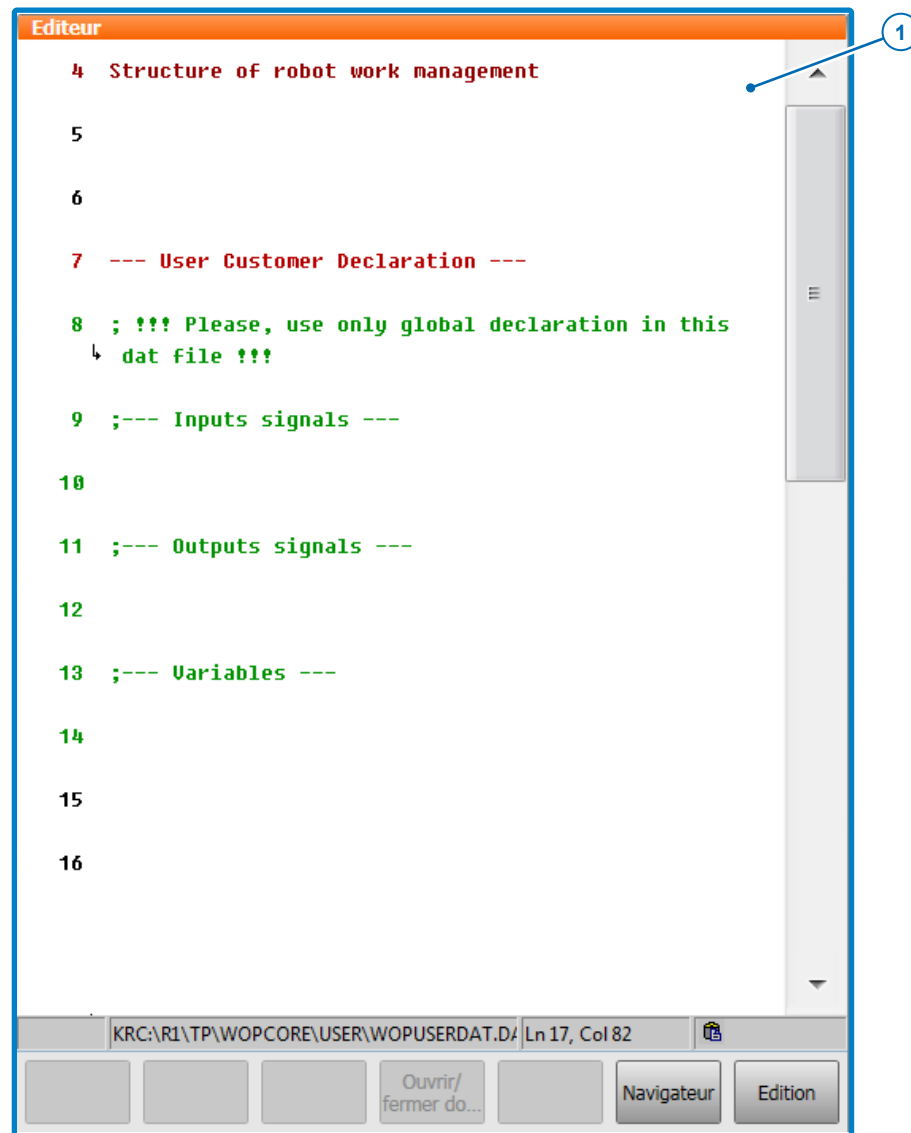 Editeur
1
4 Structure of robot work management
5
6
7 --- User Customer Declaration ---
8 ; !!! Please, use only global declaration in this
↳ dat file !!!
9 ;--- Inputs signals ---
10
11 ;--- Outputs signals ---
12
13 ;--- Variables ---
14
15
16
KRC:\R1\TP\WOPCORE\USER\WOPUSERDAT.DA Ln 17, Col 82
Ouvrir/
fermer do...
Navigateur
Edition